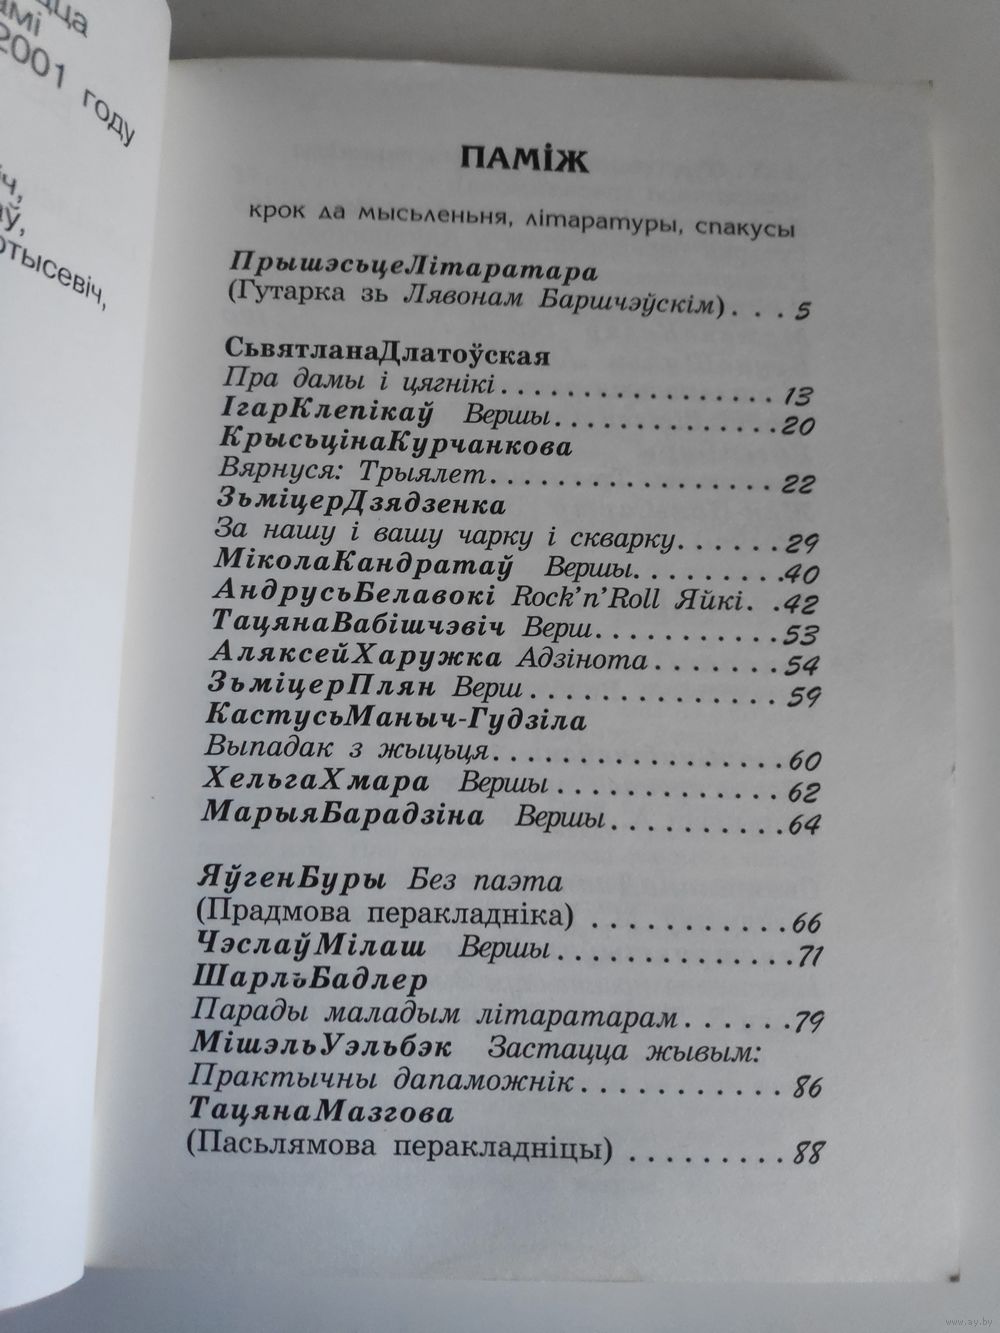 2001 году
ПАМІЖ
крок да мысьленьня, літаратуры, спакусы
ПрышэсьцеЛітаратара
(Гутарка зь Лявонам Баршчэўскім). . . . 5
СьвятланаДлатоўская
Пра дамы і цягнікі . . . . . . . . . . . . . . . . . 13
ІгарКлепікаў Вершы. . . . . . . . . . . . . . 20
КрысьцінаКурчанкова
Вярнуся: Трыялет. . . . . . . . . . . . . . . . . 22
ЗьміцерДзядзенка
За нашу і вашу чарку і скварку. . . . . . 29
МіколаКандратаў Вершы. . . . . . . . . . 40
АндрусьБелавокі Rock'n'Roll Яйкі. . . 42
ТацянаВабішчэвіч Верш. . . . . . . . . . . 53
АляксейХаружка Адзінота . . . . . . . . 54
ЗьміцерПлян Верш . . . . . . . . . . . . . . . 59
КастусьМаныч-Гудзіла
Выпадак з жыцьця. . . . . . . . . . . . . . . . . 60
ХельгаХмара Вершы . . . . . . . . . . . . . 62
МарыяБарадзіна Вершы . . . . . . . . . . 64
ЯўгенБуры Без паэта
(Прадмова перакладніка) . . . . . . . . . . . 66
ЧэслаўМілаш Вершы . . . . . . . . . . . . . . 71
ШарльБадлер
Парады маладым літаратарам . . . . . . 79
МішэльУэльбэк Застацца жывым:
Практычны дапаможнік . . . . . . . . . . . 86
ТацянаМазгова
(Пасьлямова перакладніцы) . . . . . . . . . 88
www.ay.by